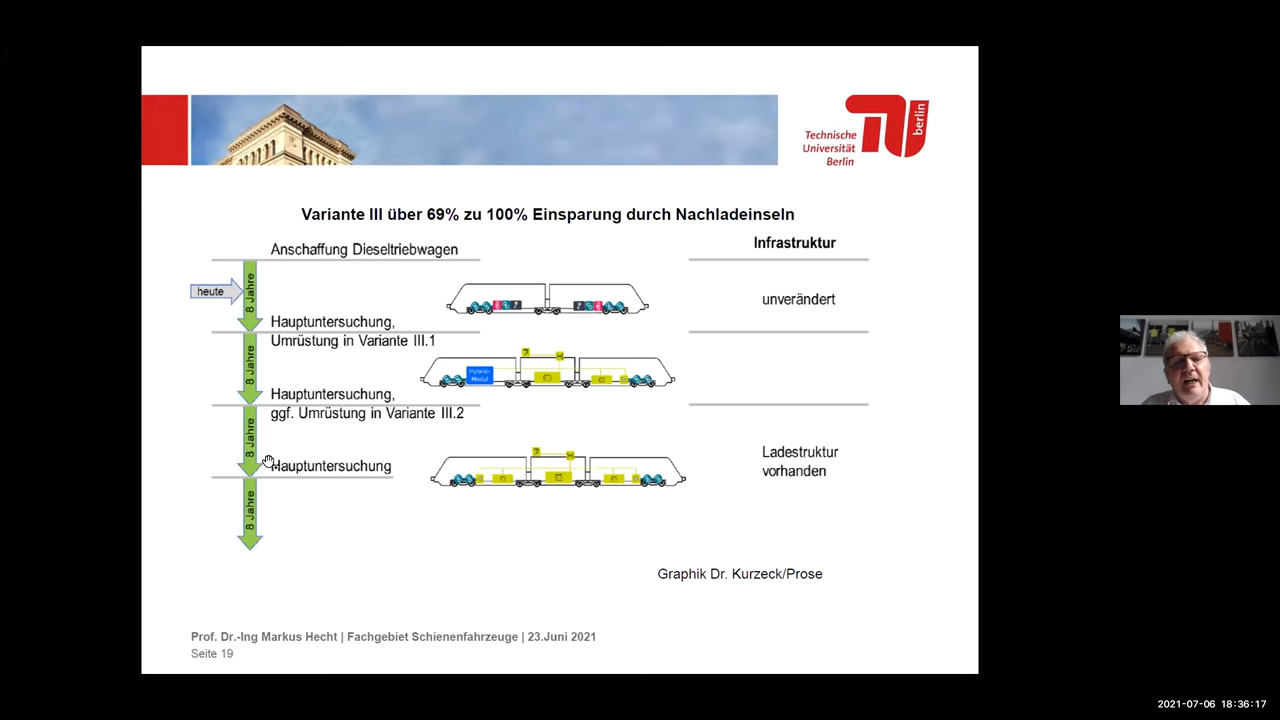 Technische
Universität
Berlin
berlin
Variante III über 69% zu 100% Einsparung durch Nachladeinseln
Infrastruktur
Anschaffung Dieseltriebwagen
heute
8 Jahre
unverändert
Hauptuntersuchung,
Umrüstung in Variante III.1
8 Jahre
Hybrid-
Modul
Hauptuntersuchung,
ggf. Umrüstung in Variante III.2
8 Jahre
Hauptuntersuchung
Ladestruktur
vorhanden
8 Jahre
Graphik Dr. Kurzeck/Prose
Prof. Dr.-Ing Markus Hecht | Fachgebiet Schienenfahrzeuge | 23.Juni 2021
Seite 19
2021-07-06 18:36:17